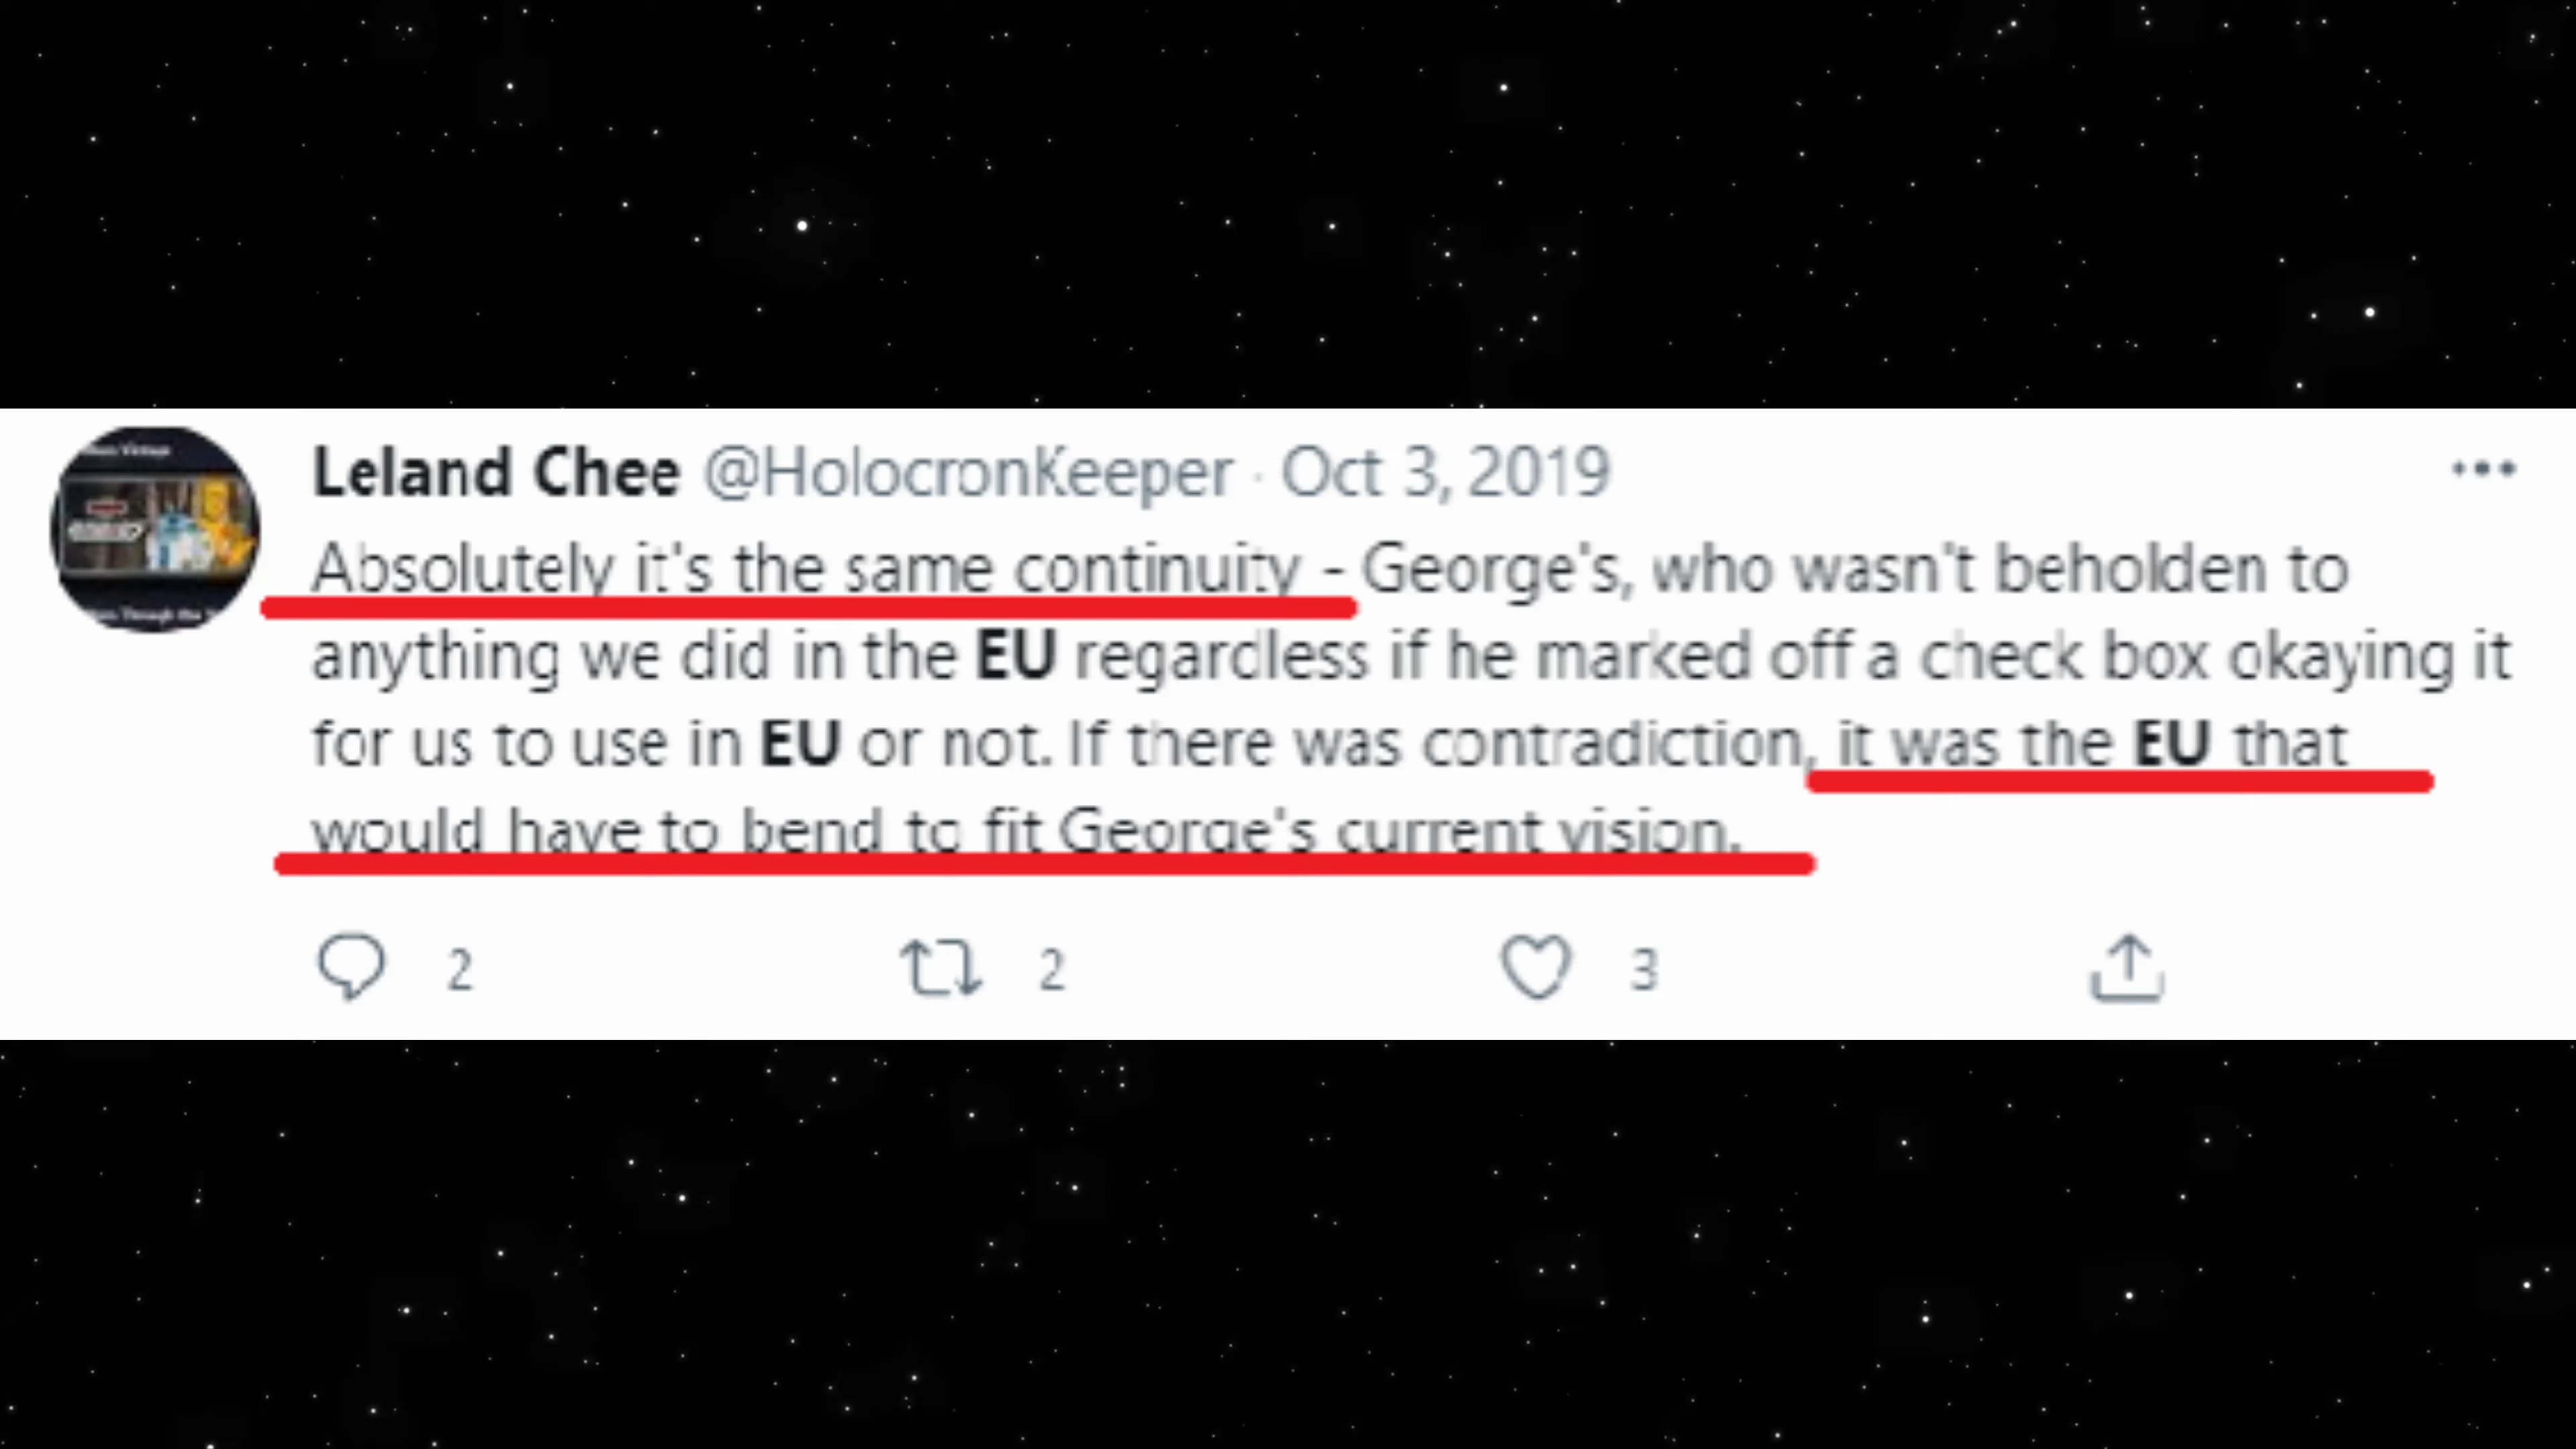 Leland Chee @HolocronKeeper · Oct 3, 2019
Absolutely it's the same continuity - George's, who wasn't beholden to
anything we did in the EU regardless if he marked off a check box okaying it
for us to use in EU or not. If there was contradiction, it was the EU that
would have to bend to fit George's current vision.
2 2 3